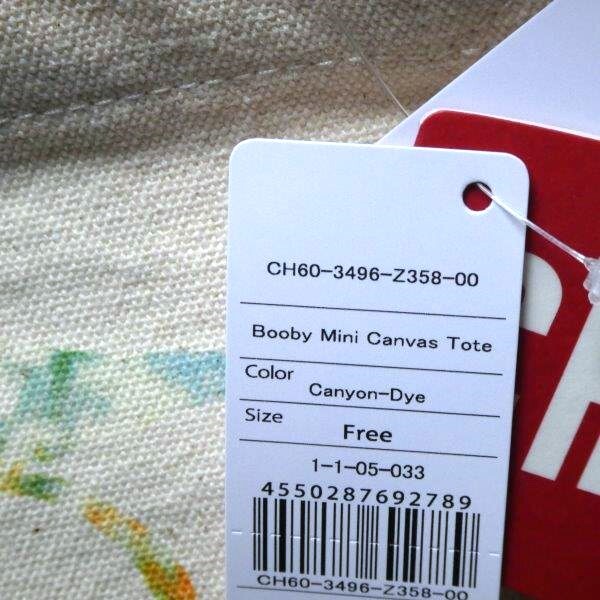 CH60-3496-Z358-00
Booby Mini Canvas Tote
Color
Canyon-Dye
Size
Free
1-1-05-033
4550287692789
CH60-3496-Z358-00